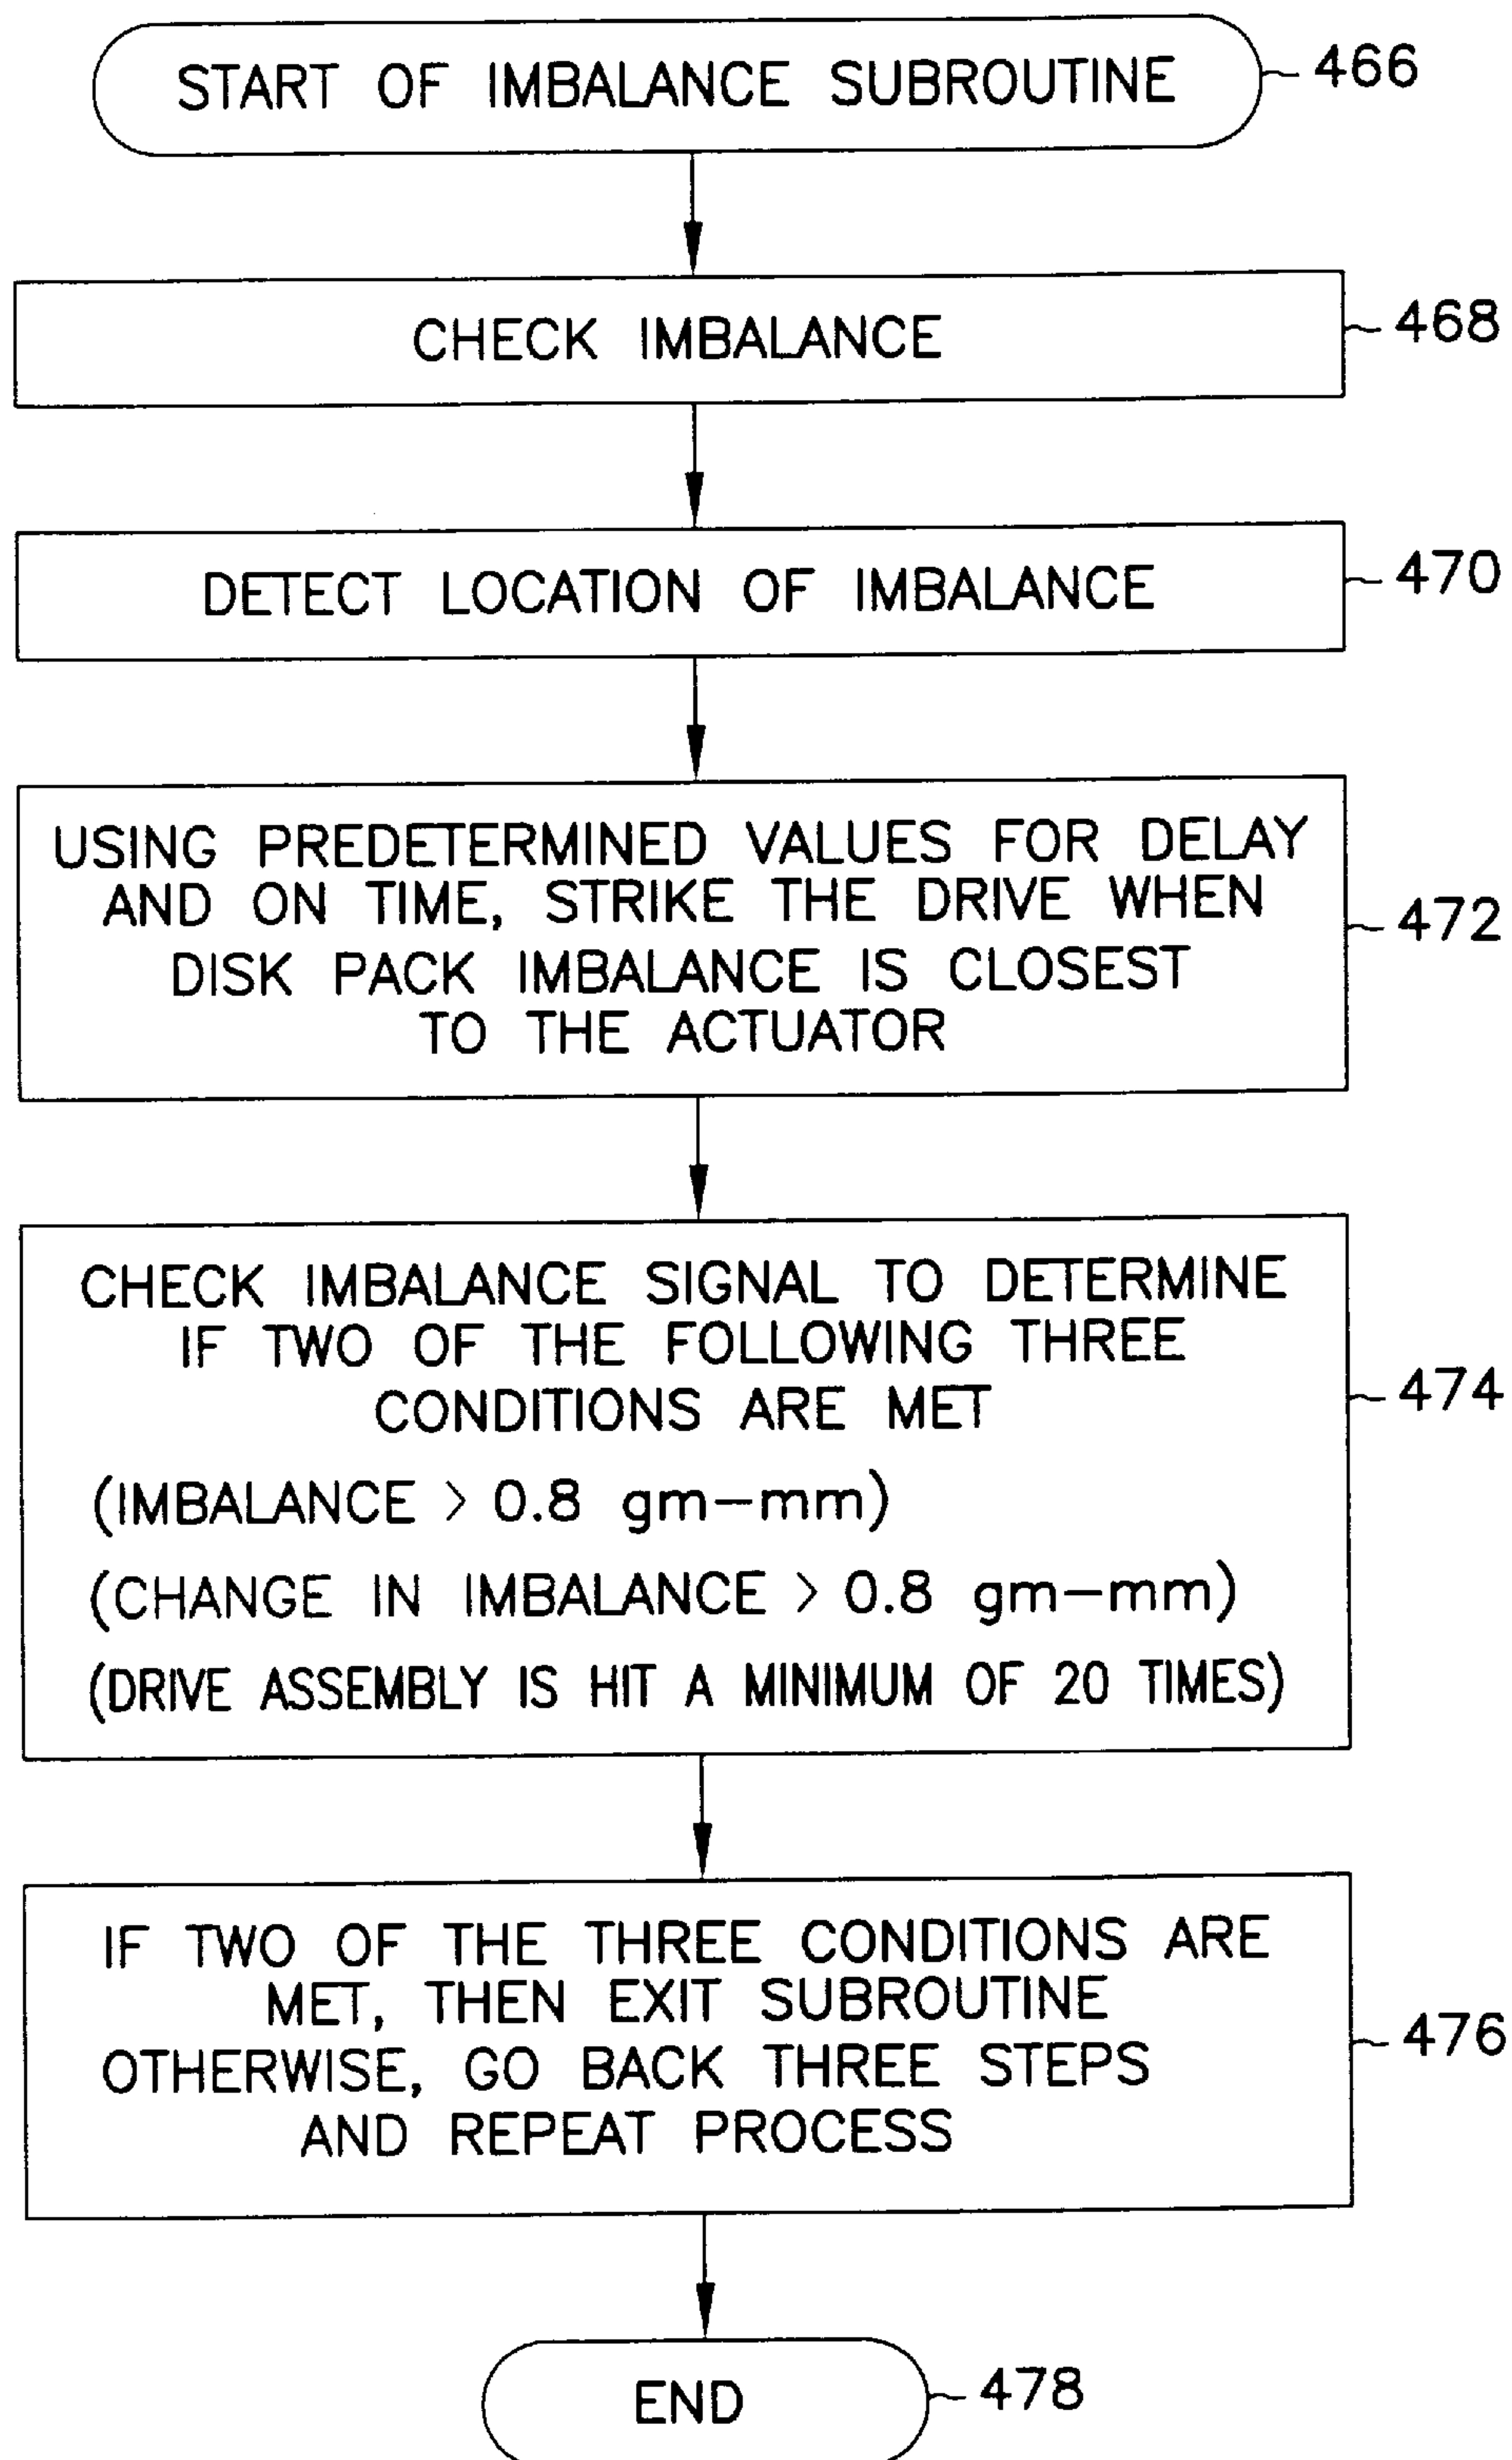 START OF IMBALANCE SUBROUTINE
466
CHECK IMBALANCE
468
DETECT LOCATION OF IMBALANCE
470
USING PREDETERMINED VALUES FOR DELAY
AND ON TIME, STRIKE THE DRIVE WHEN
DISK PACK IMBALANCE IS CLOSEST
TO THE ACTUATOR
472
CHECK IMBALANCE SIGNAL TO DETERMINE
IF TWO OF THE FOLLOWING THREE
CONDITIONS ARE MET
(IMBALANCE > 0.8 gm-mm)
(CHANGE IN IMBALANCE > 0.8 gm-mm)
(DRIVE ASSEMBLY IS HIT A MINIMUM OF 20 TIMES)
474
IF TWO OF THE THREE CONDITIONS ARE
MET, THEN EXIT SUBROUTINE
OTHERWISE, GO BACK THREE STEPS
AND REPEAT PROCESS
476
END
478